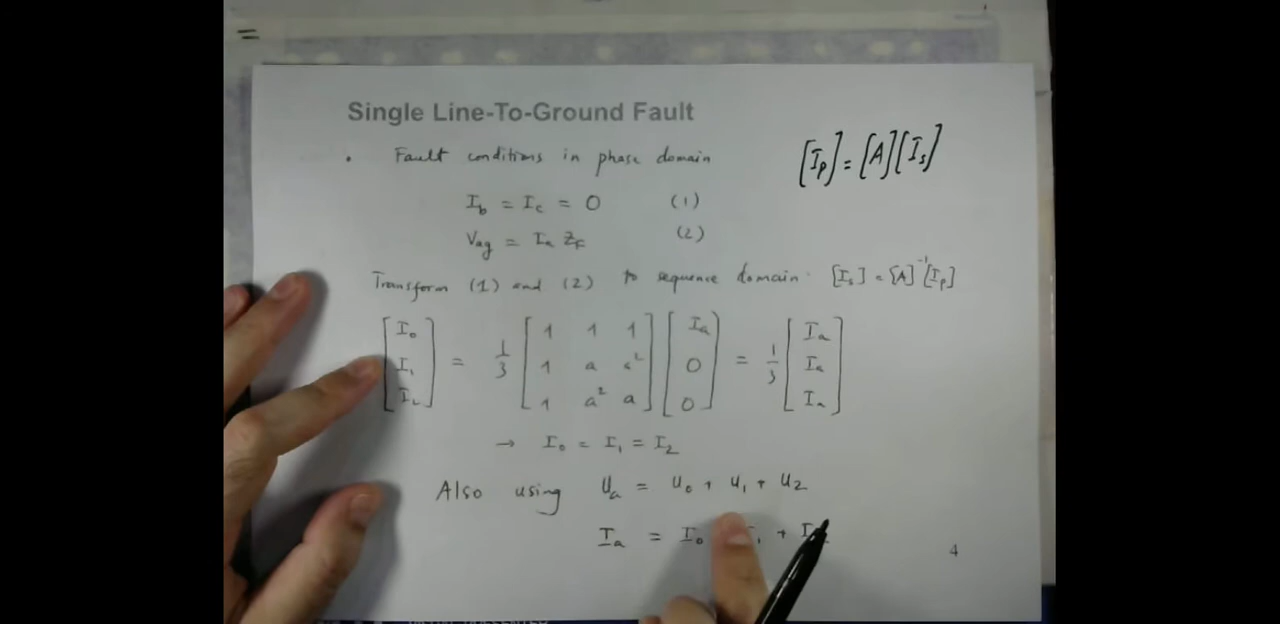 Single Line-To-Ground Fault
• Fault conditions in phase domain
[Ip] = [A][Is]
Ib = Ic = 0 (1)
Vag = Ia ZF (2)
Transform (1) and (2) to sequence domain: [Is] = [A]⁻¹[Ip]
[I0 I1 I2] = 1/3 [1 1 1; 1 a a²; 1 a² a] [Ia 0 0] = 1/3 [Ia Ia Ia]
→ I0 = I1 = I2
Also using Ua = U0 + U1 + U2
Ia = I0 + I
4